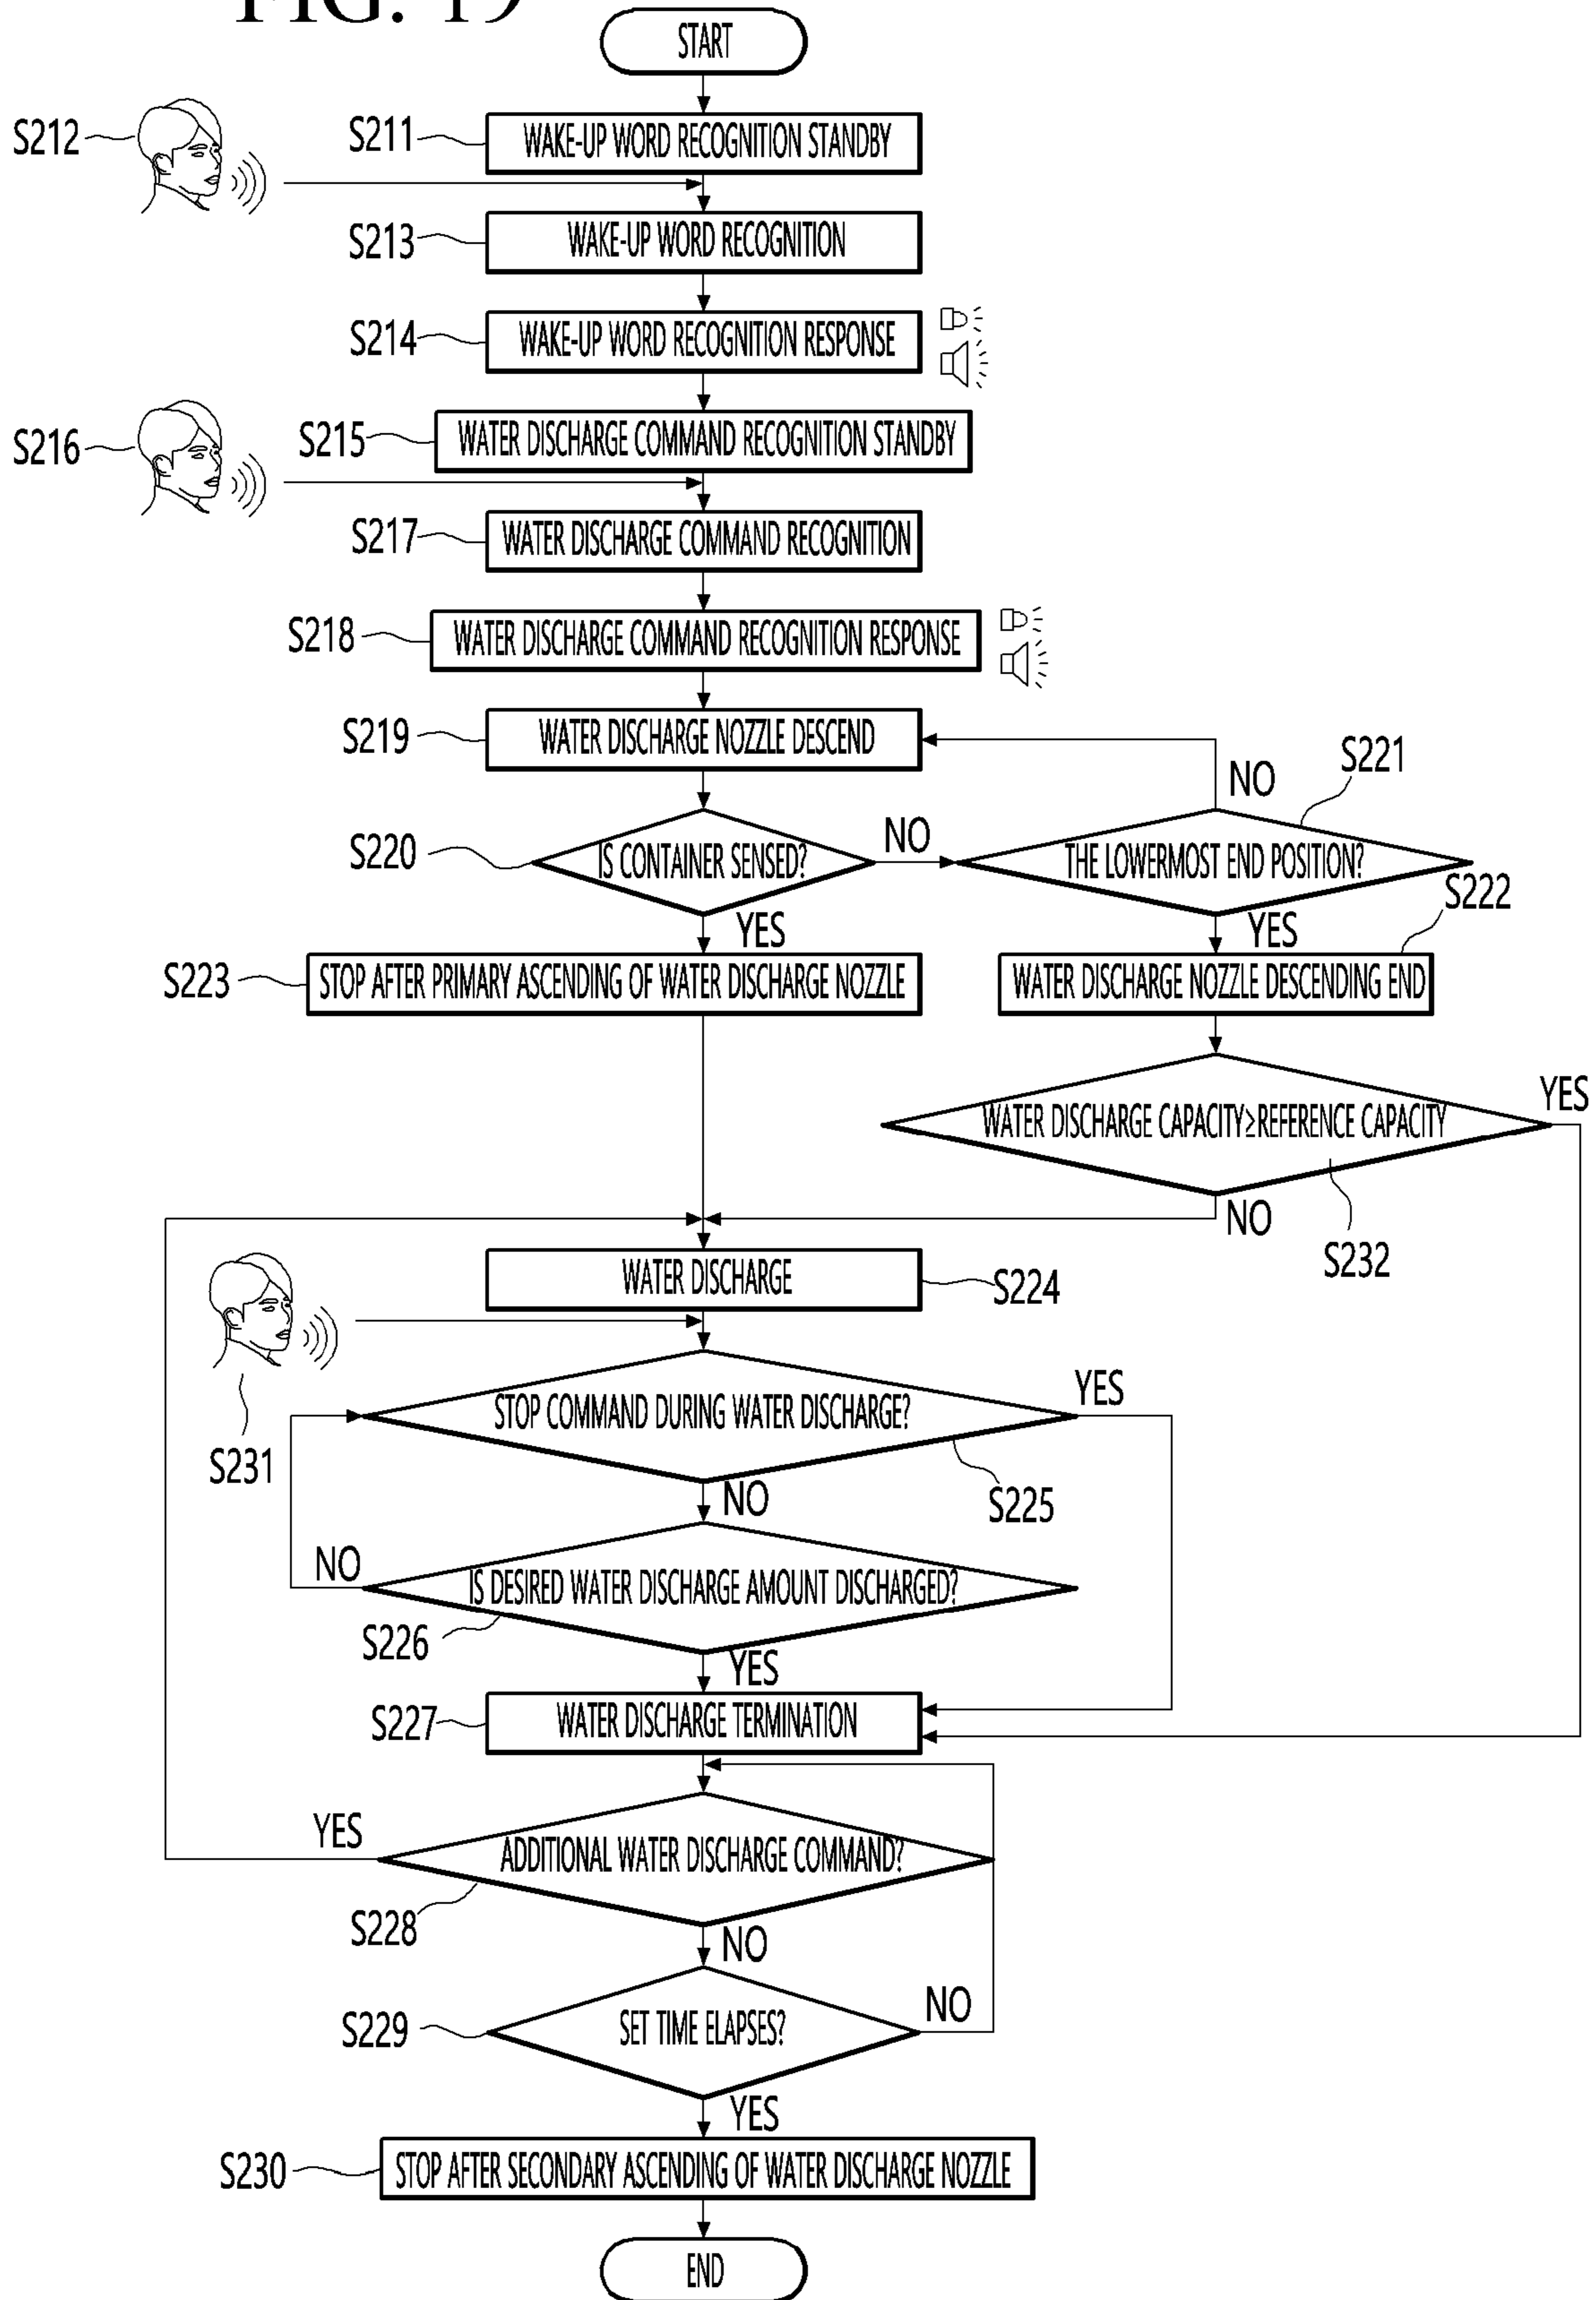 FIG. 19
START
S212
S211
WAKE-UP WORD RECOGNITION STANDBY
S213
WAKE-UP WORD RECOGNITION
S214
WAKE-UP WORD RECOGNITION RESPONSE
S216
S215
WATER DISCHARGE COMMAND RECOGNITION STANDBY
S217
WATER DISCHARGE COMMAND RECOGNITION
S218
WATER DISCHARGE COMMAND RECOGNITION RESPONSE
S219
WATER DISCHARGE NOZZLE DESCEND
S221
NO
S220
IS CONTAINER SENSED?
NO
THE LOWERMOST END POSITION?
S222
YES
YES
S223
STOP AFTER PRIMARY ASCENDING OF WATER DISCHARGE NOZZLE
WATER DISCHARGE NOZZLE DESCENDING END
YES
WATER DISCHARGE CAPACITY≥REFERENCE CAPACITY
NO
S232
WATER DISCHARGE
S224
YES
STOP COMMAND DURING WATER DISCHARGE?
S231
S225
NO
NO
IS DESIRED WATER DISCHARGE AMOUNT DISCHARGED?
S226
YES
S227
WATER DISCHARGE TERMINATION
YES
ADDITIONAL WATER DISCHARGE COMMAND?
S228
NO
NO
S229
SET TIME ELAPSES?
YES
S230
STOP AFTER SECONDARY ASCENDING OF WATER DISCHARGE NOZZLE
END